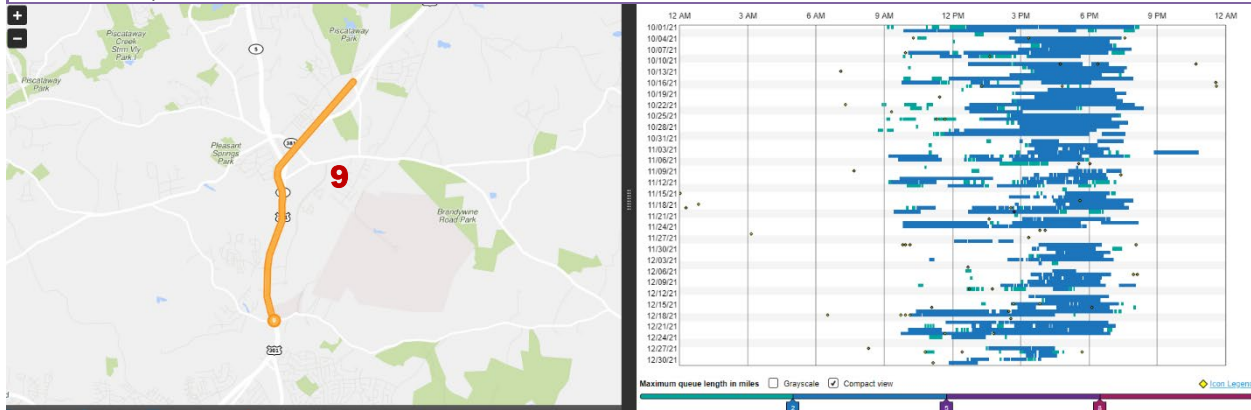 +
−
Piscataway
Creek
Strm Vly
Park I
Piscataway
Park
5
Piscataway
Park
Pleasant
Springs
Park
381
9
Brandywine
Road Park
301
12 AM 3 AM 6 AM 9 AM 12 PM 3 PM 6 PM 9 PM 12 AM
10/01/21
10/04/21
10/07/21
10/10/21
10/13/21
10/16/21
10/19/21
10/22/21
10/25/21
10/28/21
10/31/21
11/03/21
11/06/21
11/09/21
11/12/21
11/15/21
11/18/21
11/21/21
11/24/21
11/27/21
11/30/21
12/03/21
12/06/21
12/09/21
12/12/21
12/15/21
12/18/21
12/21/21
12/24/21
12/27/21
12/30/21
Maximum queue length in miles Grayscale Compact view Icon Legend
2 5 8